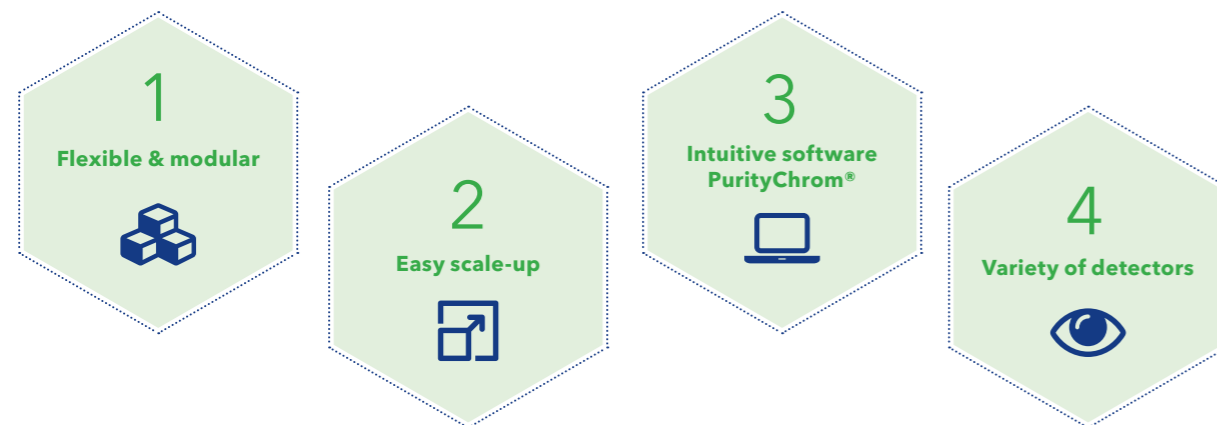 1
Flexible & modular
2
Easy scale-up
3
Intuitive software
PurityChrom®
4
Variety of detectors